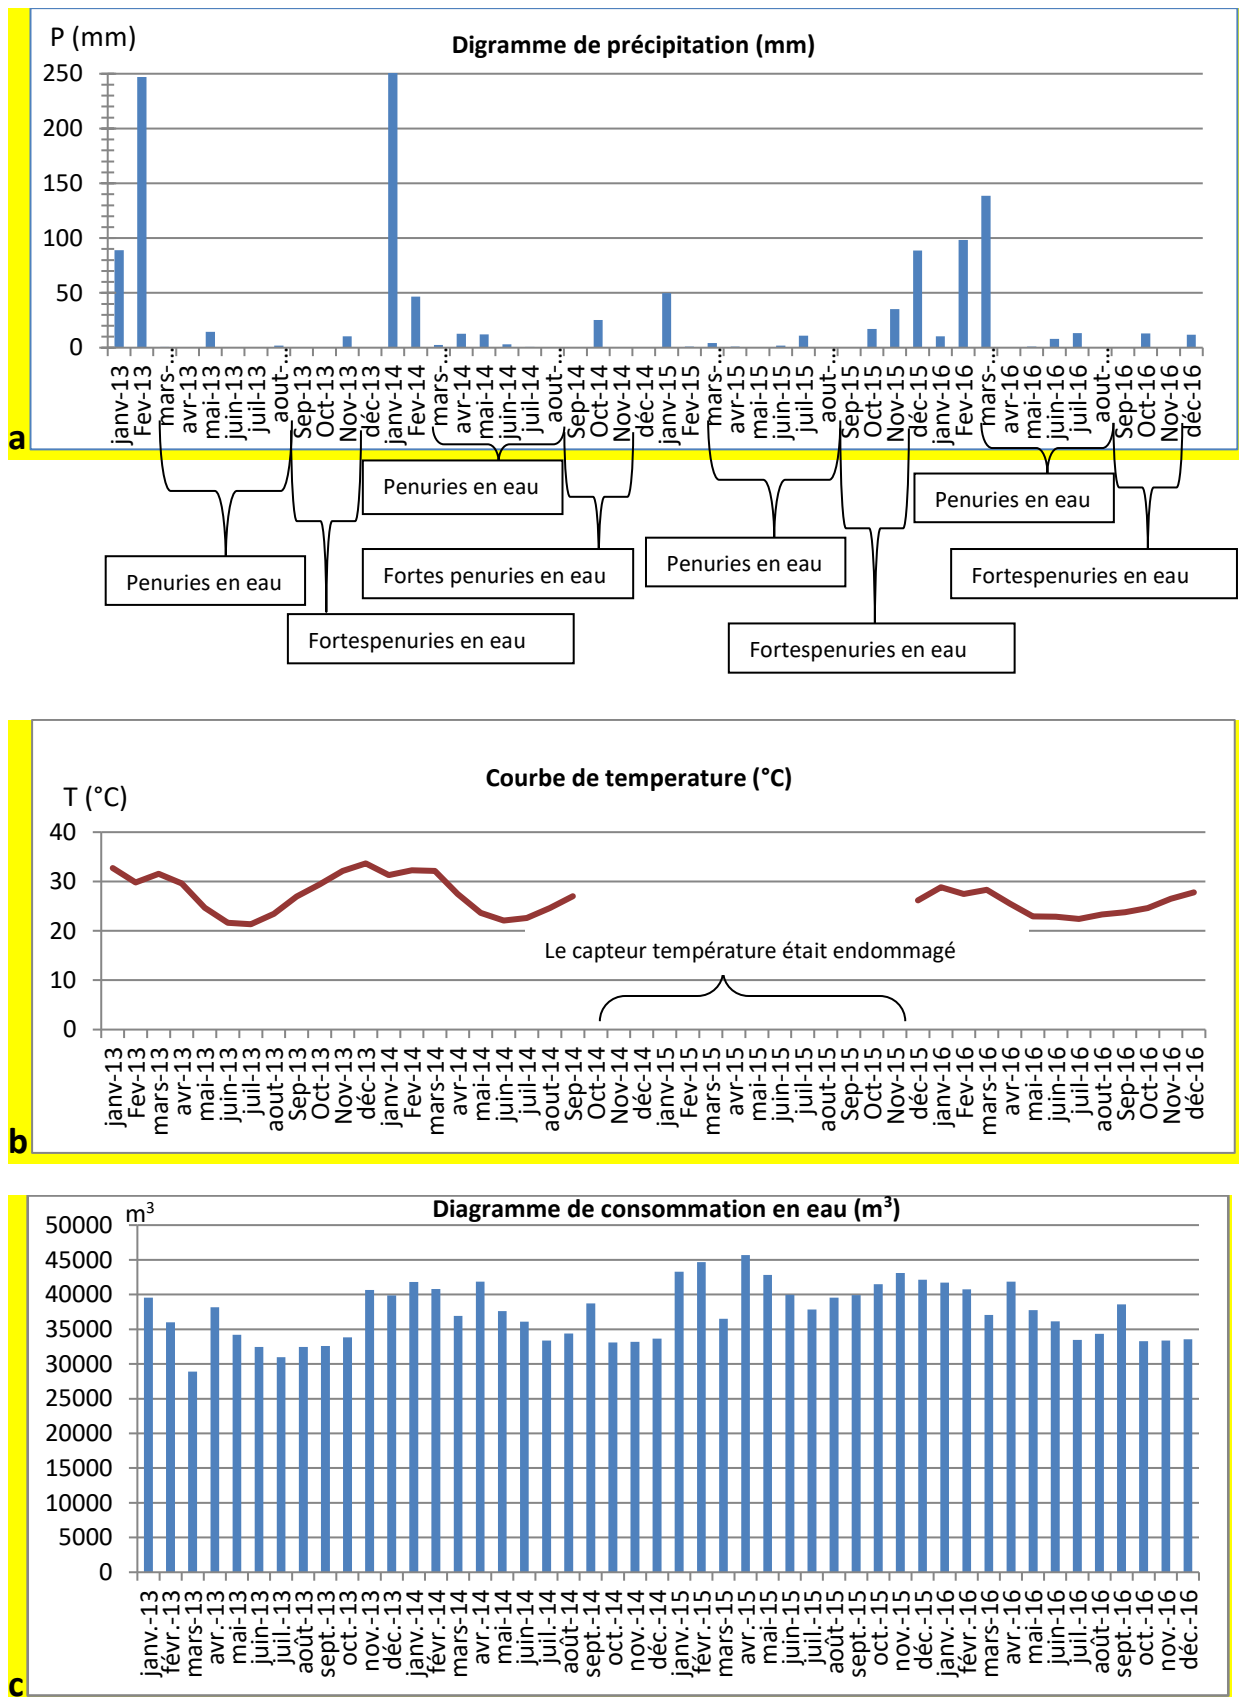 P (mm)
Digramme de précipitation (mm)
250
200
150
100
50
0
janv-13
Fev-13
mars-...
avr-13
mai-13
juin-13
juil-13
aout-...
Sep-13
Oct-13
Nov-13
déc-13
janv-14
Fev-14
mars-...
avr-14
mai-14
juin-14
juil-14
aout-...
Sep-14
Oct-14
Nov-14
déc-14
janv-15
Fev-15
mars-...
avr-15
mai-15
juin-15
juil-15
aout-...
Sep-15
Oct-15
Nov-15
déc-15
janv-16
Fev-16
mars-...
avr-16
mai-16
juin-16
juil-16
aout-...
Sep-16
Oct-16
Nov-16
déc-16
a
Penuries en eau
Penuries en eau
Penuries en eau
Fortes penuries en eau
Penuries en eau
Fortespenuries en eau
Fortespenuries en eau
Fortespenuries en eau
Courbe de temperature (°C)
T (°C)
40
30
20
10
0
Le capteur température était endommagé
janv-13
Fev-13
mars-13
avr-13
mai-13
juin-13
juil-13
aout-13
Sep-13
Oct-13
Nov-13
déc-13
janv-14
Fev-14
mars-14
avr-14
mai-14
juin-14
juil-14
aout-14
Sep-14
Oct-14
Nov-14
déc-14
janv-15
Fev-15
mars-15
avr-15
mai-15
juin-15
juil-15
aout-15
Sep-15
Oct-15
Nov-15
déc-15
janv-16
Fev-16
mars-16
avr-16
mai-16
juin-16
juil-16
aout-16
Sep-16
Oct-16
Nov-16
déc-16
b
m³
Diagramme de consommation en eau (m³)
50000
45000
40000
35000
30000
25000
20000
15000
10000
5000
0
janv.-13
févr.-13
mars-13
avr.-13
mai-13
juin-13
juil.-13
août-13
sept.-13
oct.-13
nov.-13
déc.-13
janv.-14
févr.-14
mars-14
avr.-14
mai-14
juin-14
juil.-14
août-14
sept.-14
oct.-14
nov.-14
déc.-14
janv.-15
févr.-15
mars-15
avr.-15
mai-15
juin-15
juil.-15
août-15
sept.-15
oct.-15
nov.-15
déc.-15
janv.-16
févr.-16
mars-16
avr.-16
mai-16
juin-16
juil.-16
août-16
sept.-16
oct.-16
nov.-16
déc.-16
c